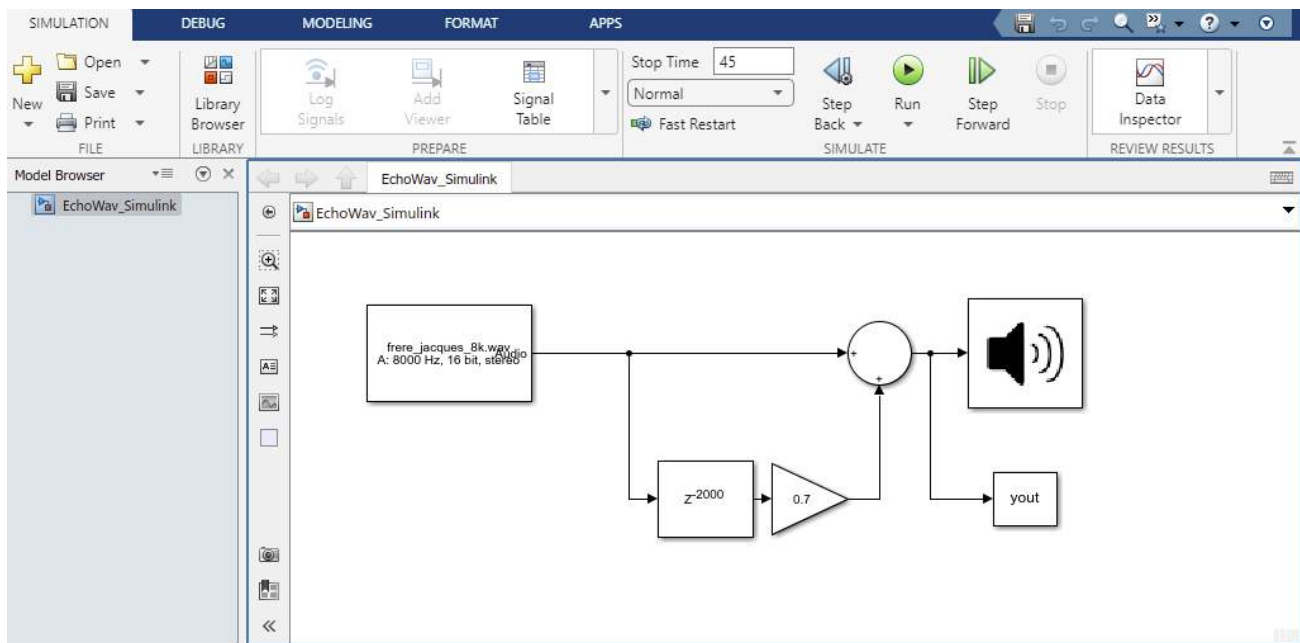 SIMULATION DEBUG MODELING FORMAT APPS
New
Open
Save
Print
FILE
Library
Browser
LIBRARY
Log
Signals
Add
Viewer
Signal
Table
PREPARE
Stop Time 45
Normal
Fast Restart
Step
Back
Run
Step
Forward
Stop
SIMULATE
Data
Inspector
REVIEW RESULTS
Model Browser
EchoWav_Simulink
EchoWav_Simulink
EchoWav_Simulink
frere_jacques_8k.wav
Audio
A: 8000 Hz, 16 bit, stereo
+
+
z-2000
0.7
yout